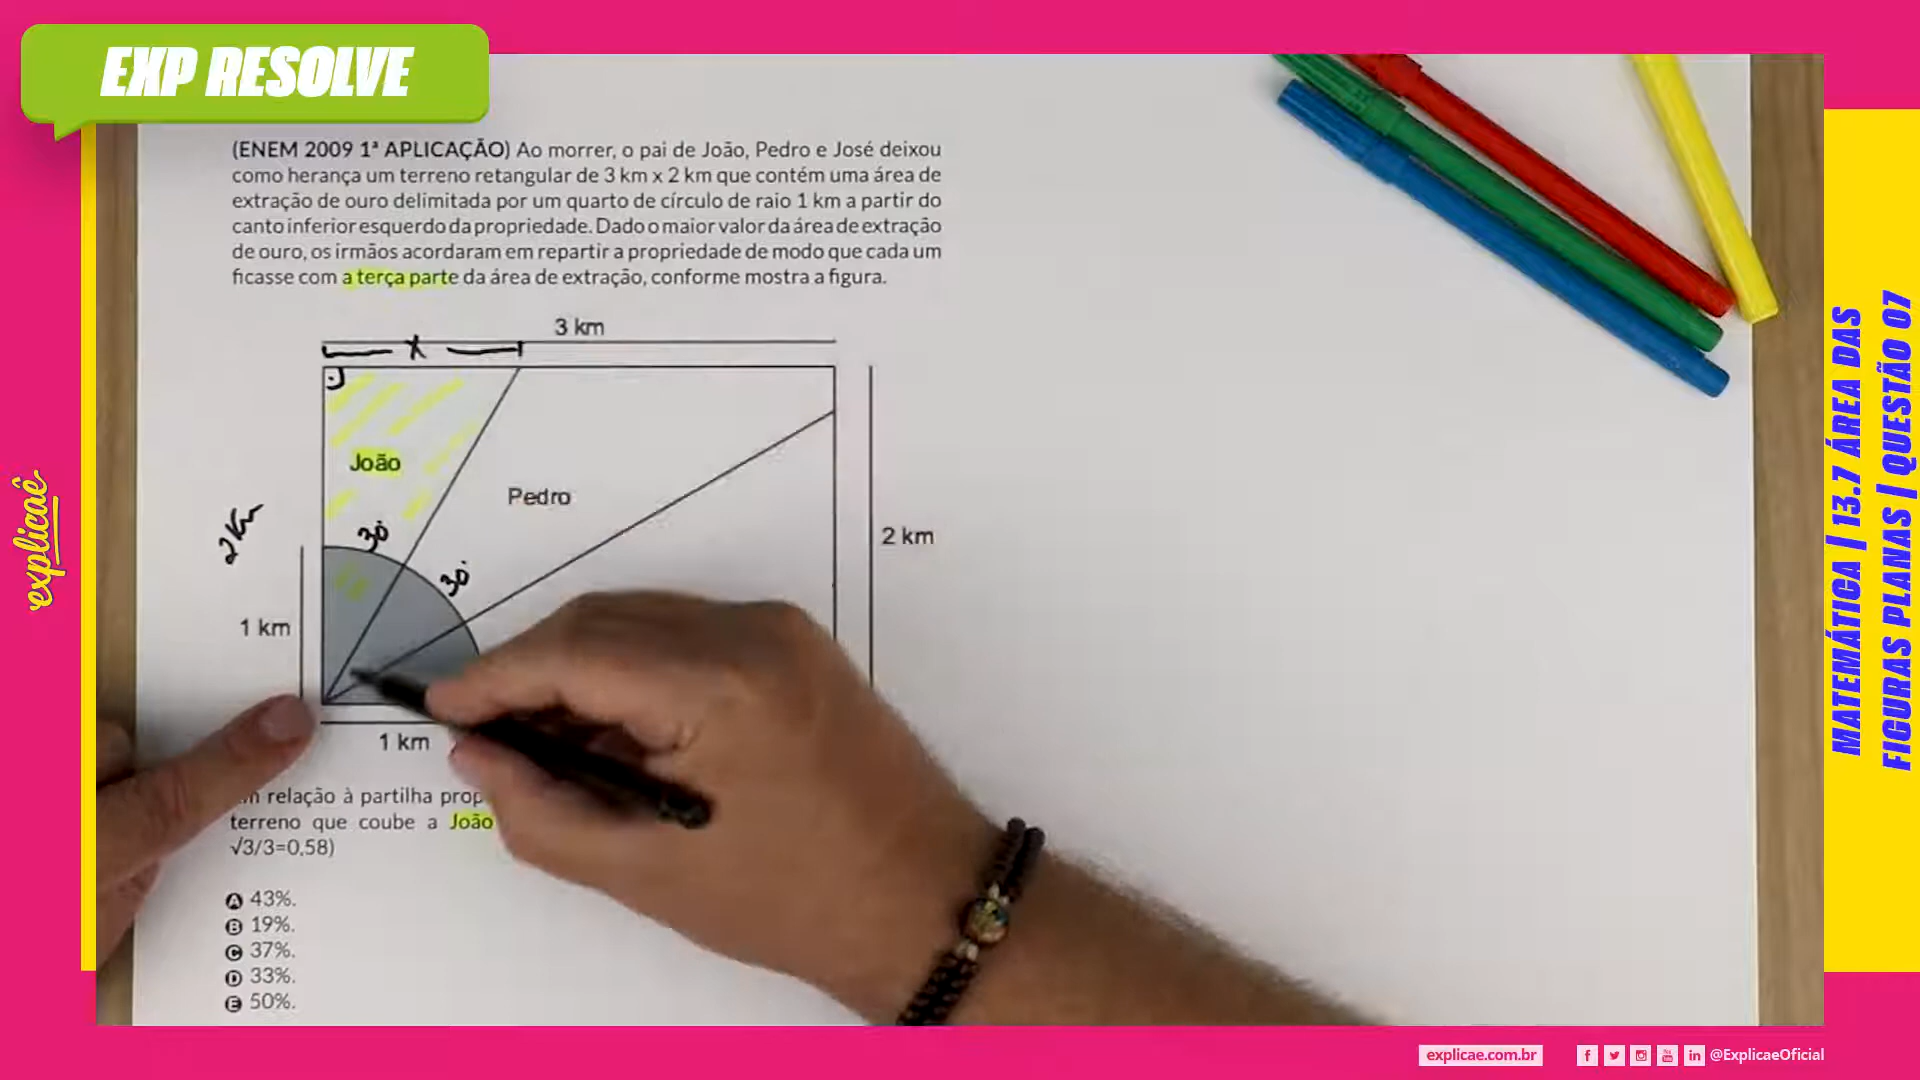 EXP RESOLVE
(ENEM 2009 1ª APLICAÇÃO) Ao morrer, o pai de João, Pedro e José deixou
como herança um terreno retangular de 3 km x 2 km que contém uma área de
extração de ouro delimitada por um quarto de círculo de raio 1 km a partir do
canto inferior esquerdo da propriedade. Dado o maior valor da área de extração
de ouro, os irmãos acordaram em repartir a propriedade de modo que cada um
ficasse com a terça parte da área de extração, conforme mostra a figura.
3 km
x
João
Pedro
2 km
30°
30°
2 km
1 km
1 km
relação à partilha prop
terreno que coube a João
√3/3=0,58)
A 43%.
B 19%.
C 37%.
D 33%.
E 50%.
explicaê
MATEMÁTICA | 13.7 ÁREA DAS
FIGURAS PLANAS | QUESTÃO 07
explicae.com.br
@ExplicaeOficial